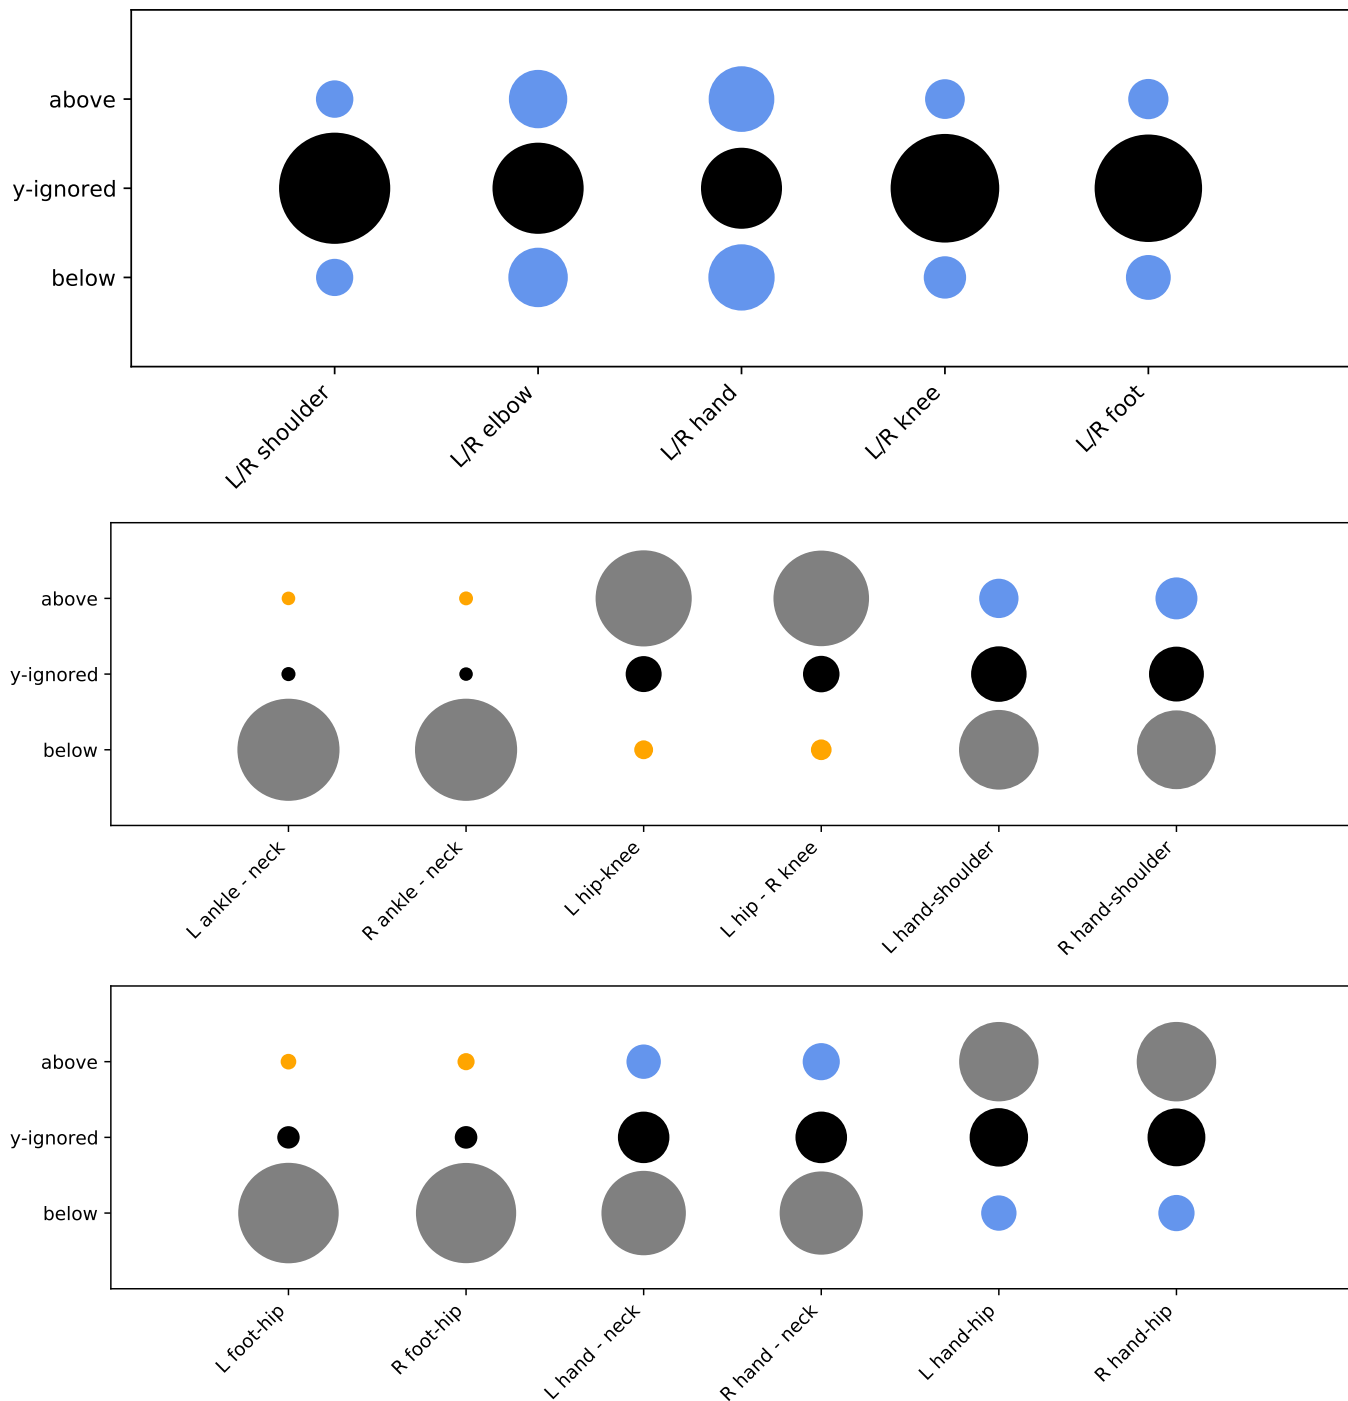 above
y-ignored
below
L/R shoulder
L/R elbow
L/R hand
L/R knee
L/R foot
above
y-ignored
below
L ankle - neck
R ankle - neck
L hip-knee
L hip - R knee
L hand-shoulder
R hand-shoulder
above
y-ignored
below
L foot-hip
R foot-hip
L hand - neck
R hand - neck
L hand-hip
R hand-hip